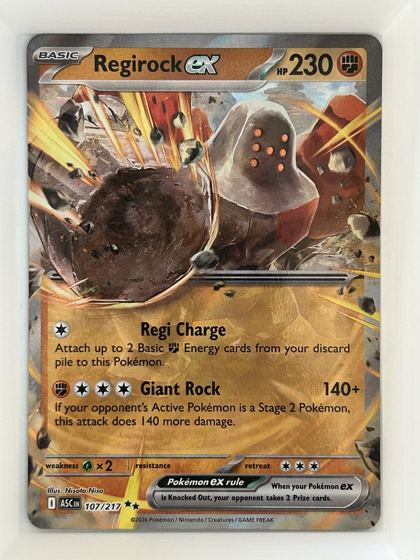 BASIC
Regirock ex HP 230
Regi Charge
Attach up to 2 Basic Energy cards from your discard
pile to this Pokémon.
Giant Rock 140+
If your opponent's Active Pokémon is a Stage 2 Pokémon,
this attack does 140 more damage.
weakness ×2 resistance retreat
Pokémon ex rule When your Pokémon ex
is Knocked Out, your opponent takes 2 Prize cards.
Illus. Nisota Niso
I ASC EN 107/217
©2026 Pokémon / Nintendo / Creatures / GAME FREAK